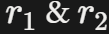 r₁ & r₂